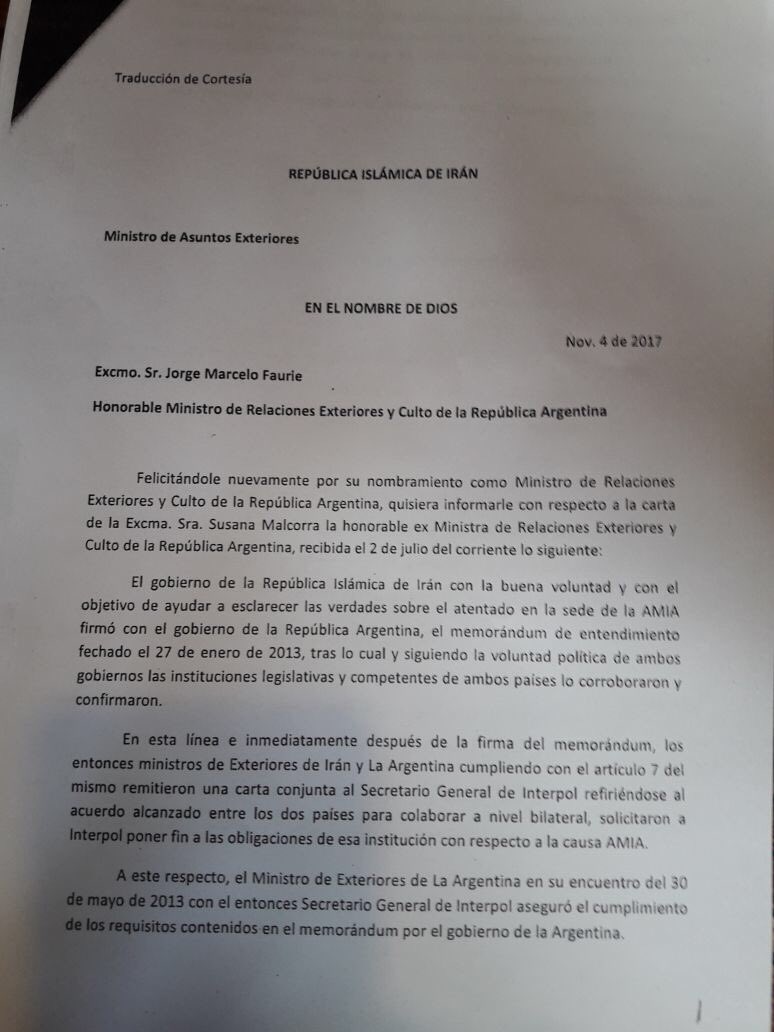 Traducción de Cortesía
REPÚBLICA ISLÁMICA DE IRÁN
Ministro de Asuntos Exteriores
EN EL NOMBRE DE DIOS
Nov. 4 de 2017
Excmo. Sr. Jorge Marcelo Faurie
Honorable Ministro de Relaciones Exteriores y Culto de la República Argentina
Felicitándole nuevamente por su nombramiento como Ministro de Relaciones
Exteriores y Culto de la República Argentina, quisiera informarle con respecto a la carta
de la Excma. Sra. Susana Malcorra la honorable ex Ministra de Relaciones Exteriores y
Culto de la República Argentina, recibida el 2 de julio del corriente lo siguiente:
El gobierno de la República Islámica de Irán con la buena voluntad y con el
objetivo de ayudar a esclarecer las verdades sobre el atentado en la sede de la AMIA
firmó con el gobierno de la República Argentina, el memorándum de entendimiento
fechado el 27 de enero de 2013, tras lo cual y siguiendo la voluntad política de ambos
gobiernos las instituciones legislativas y competentes de ambos países lo corroboraron y
confirmaron.
En esta línea e inmediatamente después de la firma del memorándum, los
entonces ministros de Exteriores de Irán y La Argentina cumpliendo con el artículo 7 del
mismo remitieron una carta conjunta al Secretario General de Interpol refiriéndose al
acuerdo alcanzado entre los dos países para colaborar a nivel bilateral, solicitaron a
Interpol poner fin a las obligaciones de esa institución con respecto a la causa AMIA.
A este respecto, el Ministro de Exteriores de La Argentina en su encuentro del 30
de mayo de 2013 con el entonces Secretario General de Interpol aseguró el cumplimiento
de los requisitos contenidos en el memorándum por el gobierno de la Argentina.
1